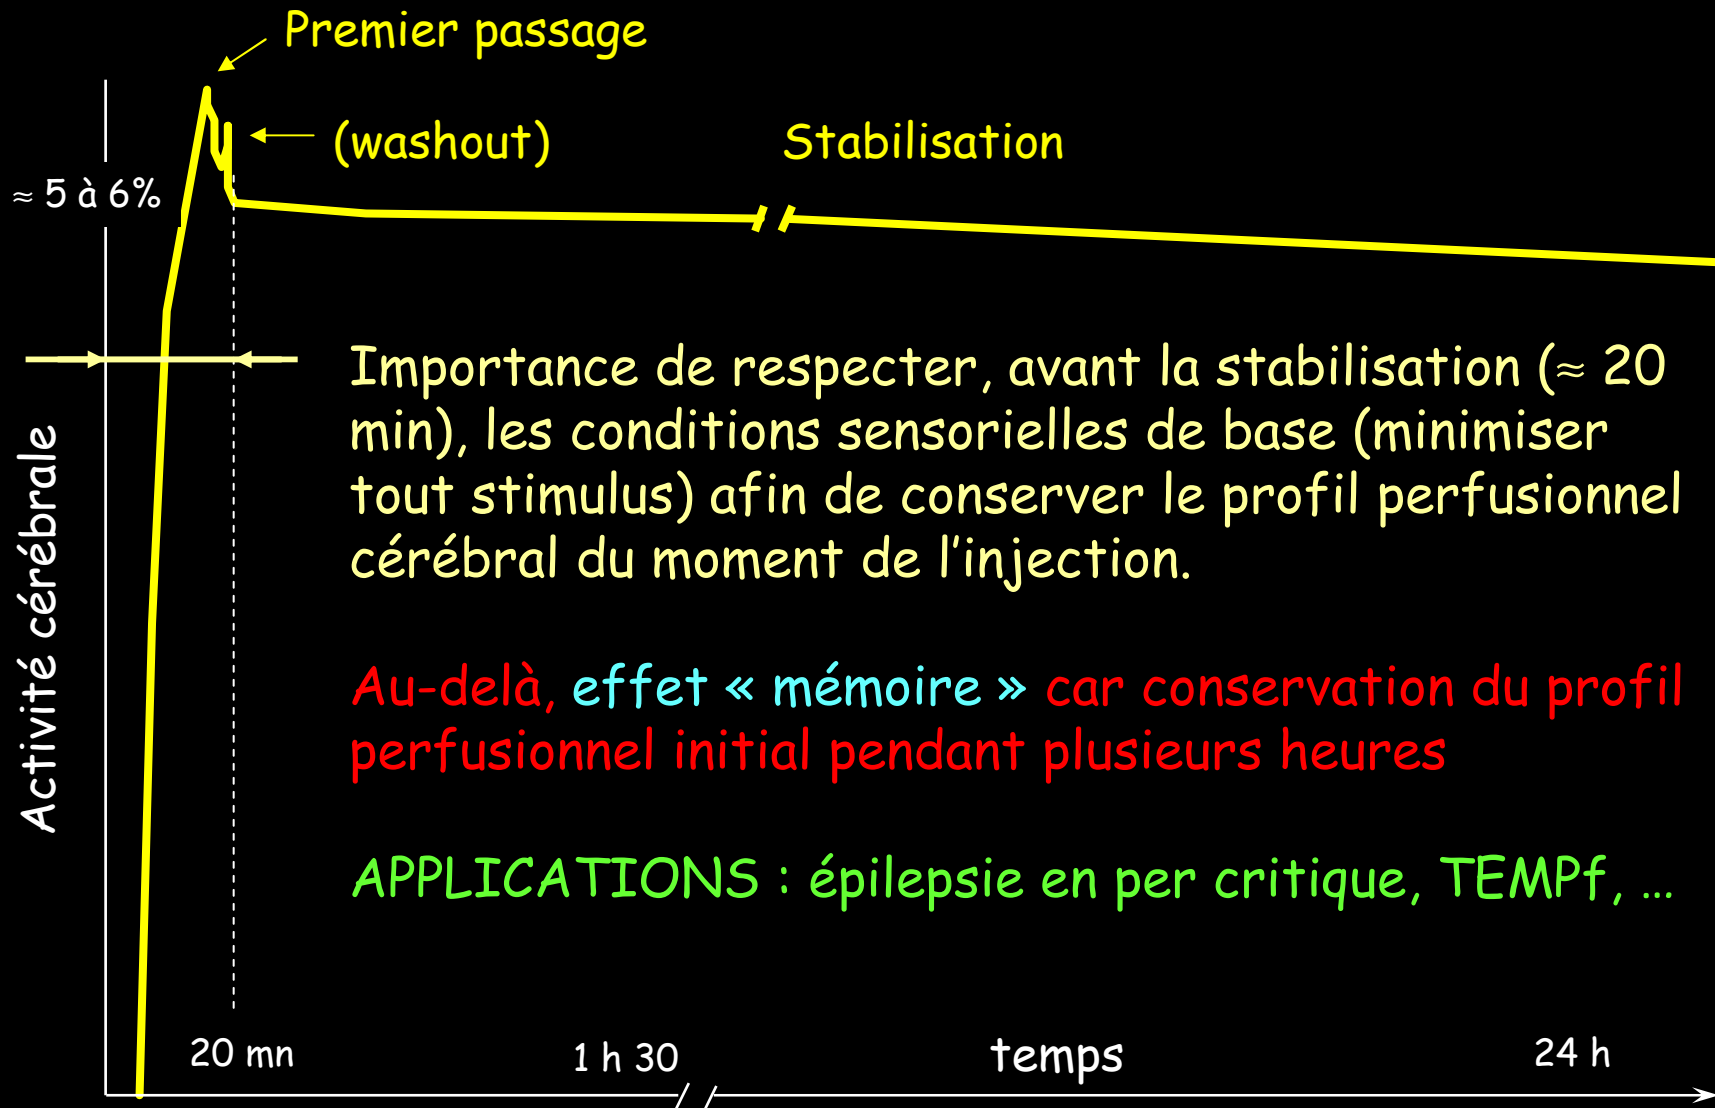 Premier passage
(washout)
Stabilisation
≈ 5 à 6%
Importance de respecter, avant la stabilisation (≈ 20
min), les conditions sensorielles de base (minimiser
tout stimulus) afin de conserver le profil perfusionnel
cérébral du moment de l'injection.
Au-delà, effet « mémoire » car conservation du profil
perfusionnel initial pendant plusieurs heures
APPLICATIONS : épilepsie en per critique, TEMPf, ...
Activité cérébrale
20 mn
1 h 30
temps
24 h